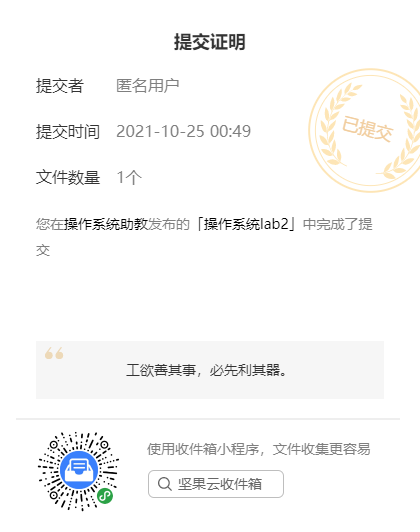 提交证明
提交者 匿名用户
提交时间 2021-10-25 00:49
已提交
文件数量 1个
您在操作系统助教发布的「操作系统lab2」中完成了提
交
工欲善其事，必先利其器。
使用收件箱小程序，文件收集更容易
坚果云收件箱